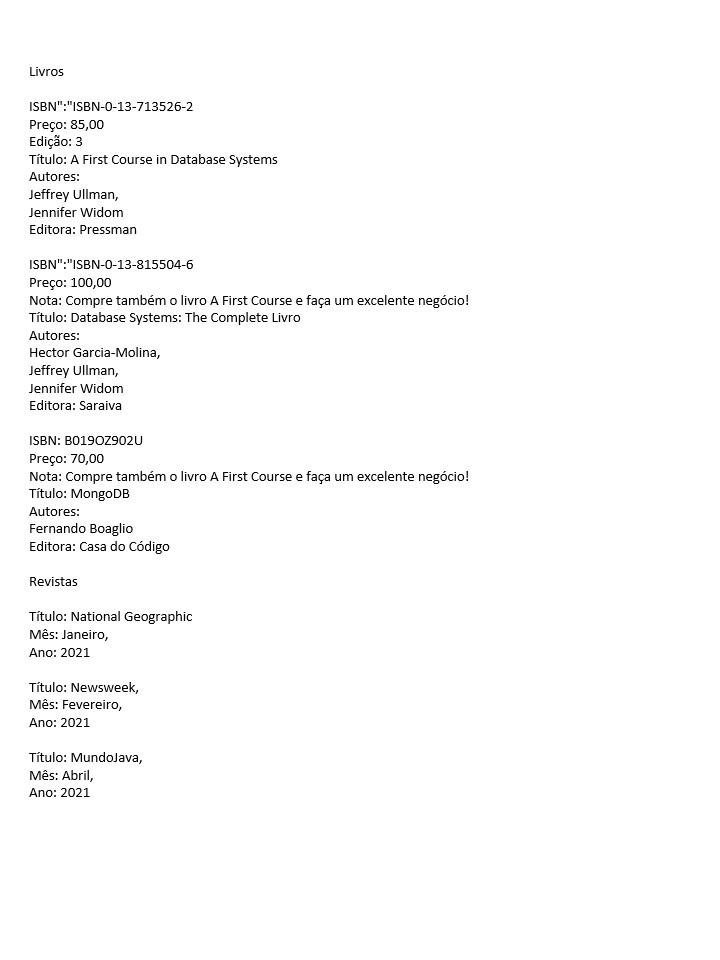 Livros
ISBN":"ISBN-0-13-713526-2
Preço: 85,00
Edição: 3
Título: A First Course in Database Systems
Autores:
Jeffrey Ullman,
Jennifer Widom
Editora: Pressman
ISBN":"ISBN-0-13-815504-6
Preço: 100,00
Nota: Compre também o livro A First Course e faça um excelente negócio!
Título: Database Systems: The Complete Livro
Autores:
Hector Garcia-Molina,
Jeffrey Ullman,
Jennifer Widom
Editora: Saraiva
ISBN: B019OZ902U
Preço: 70,00
Nota: Compre também o livro A First Course e faça um excelente negócio!
Título: MongoDB
Autores:
Fernando Boaglio
Editora: Casa do Código
Revistas
Título: National Geographic
Mês: Janeiro,
Ano: 2021
Título: Newsweek,
Mês: Fevereiro,
Ano: 2021
Título: MundoJava,
Mês: Abril,
Ano: 2021